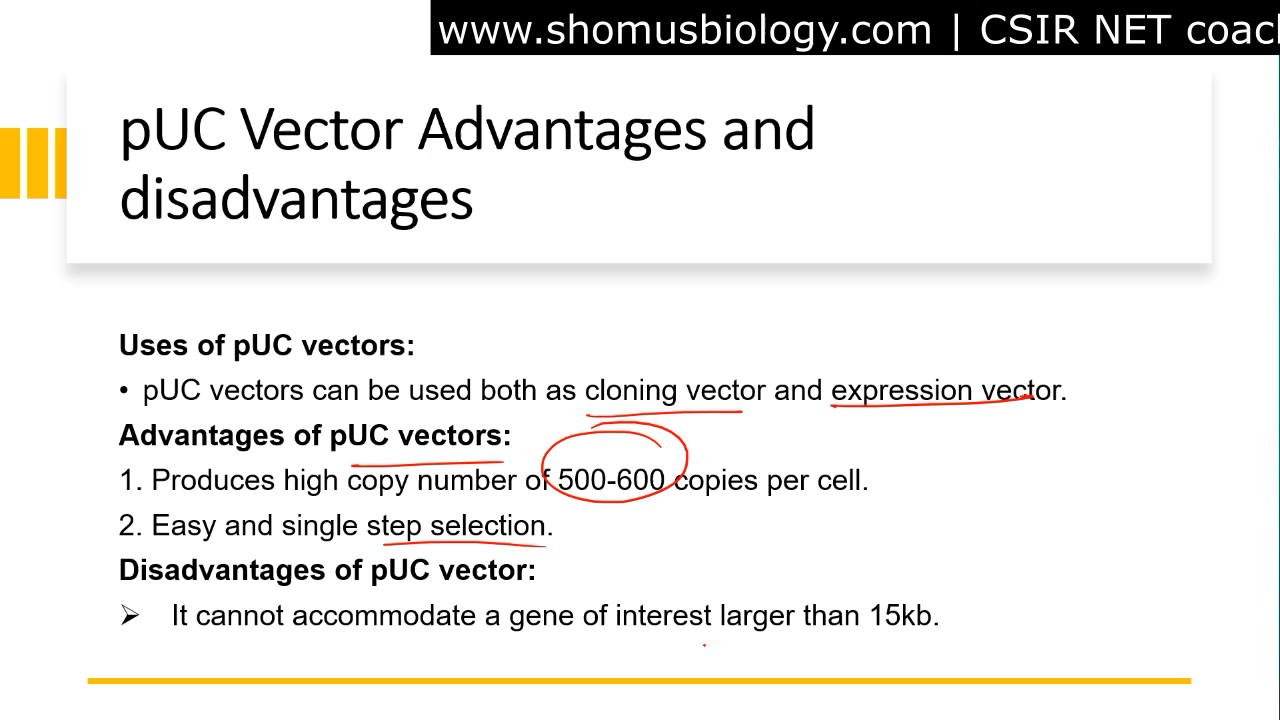 www.shomusbiology.com | CSIR NET coac
pUC Vector Advantages and
disadvantages
Uses of pUC vectors:
• pUC vectors can be used both as cloning vector and expression vector.
Advantages of pUC vectors:
1. Produces high copy number of 500-600 copies per cell.
2. Easy and single step selection.
Disadvantages of pUC vector:
➢ It cannot accommodate a gene of interest larger than 15kb.